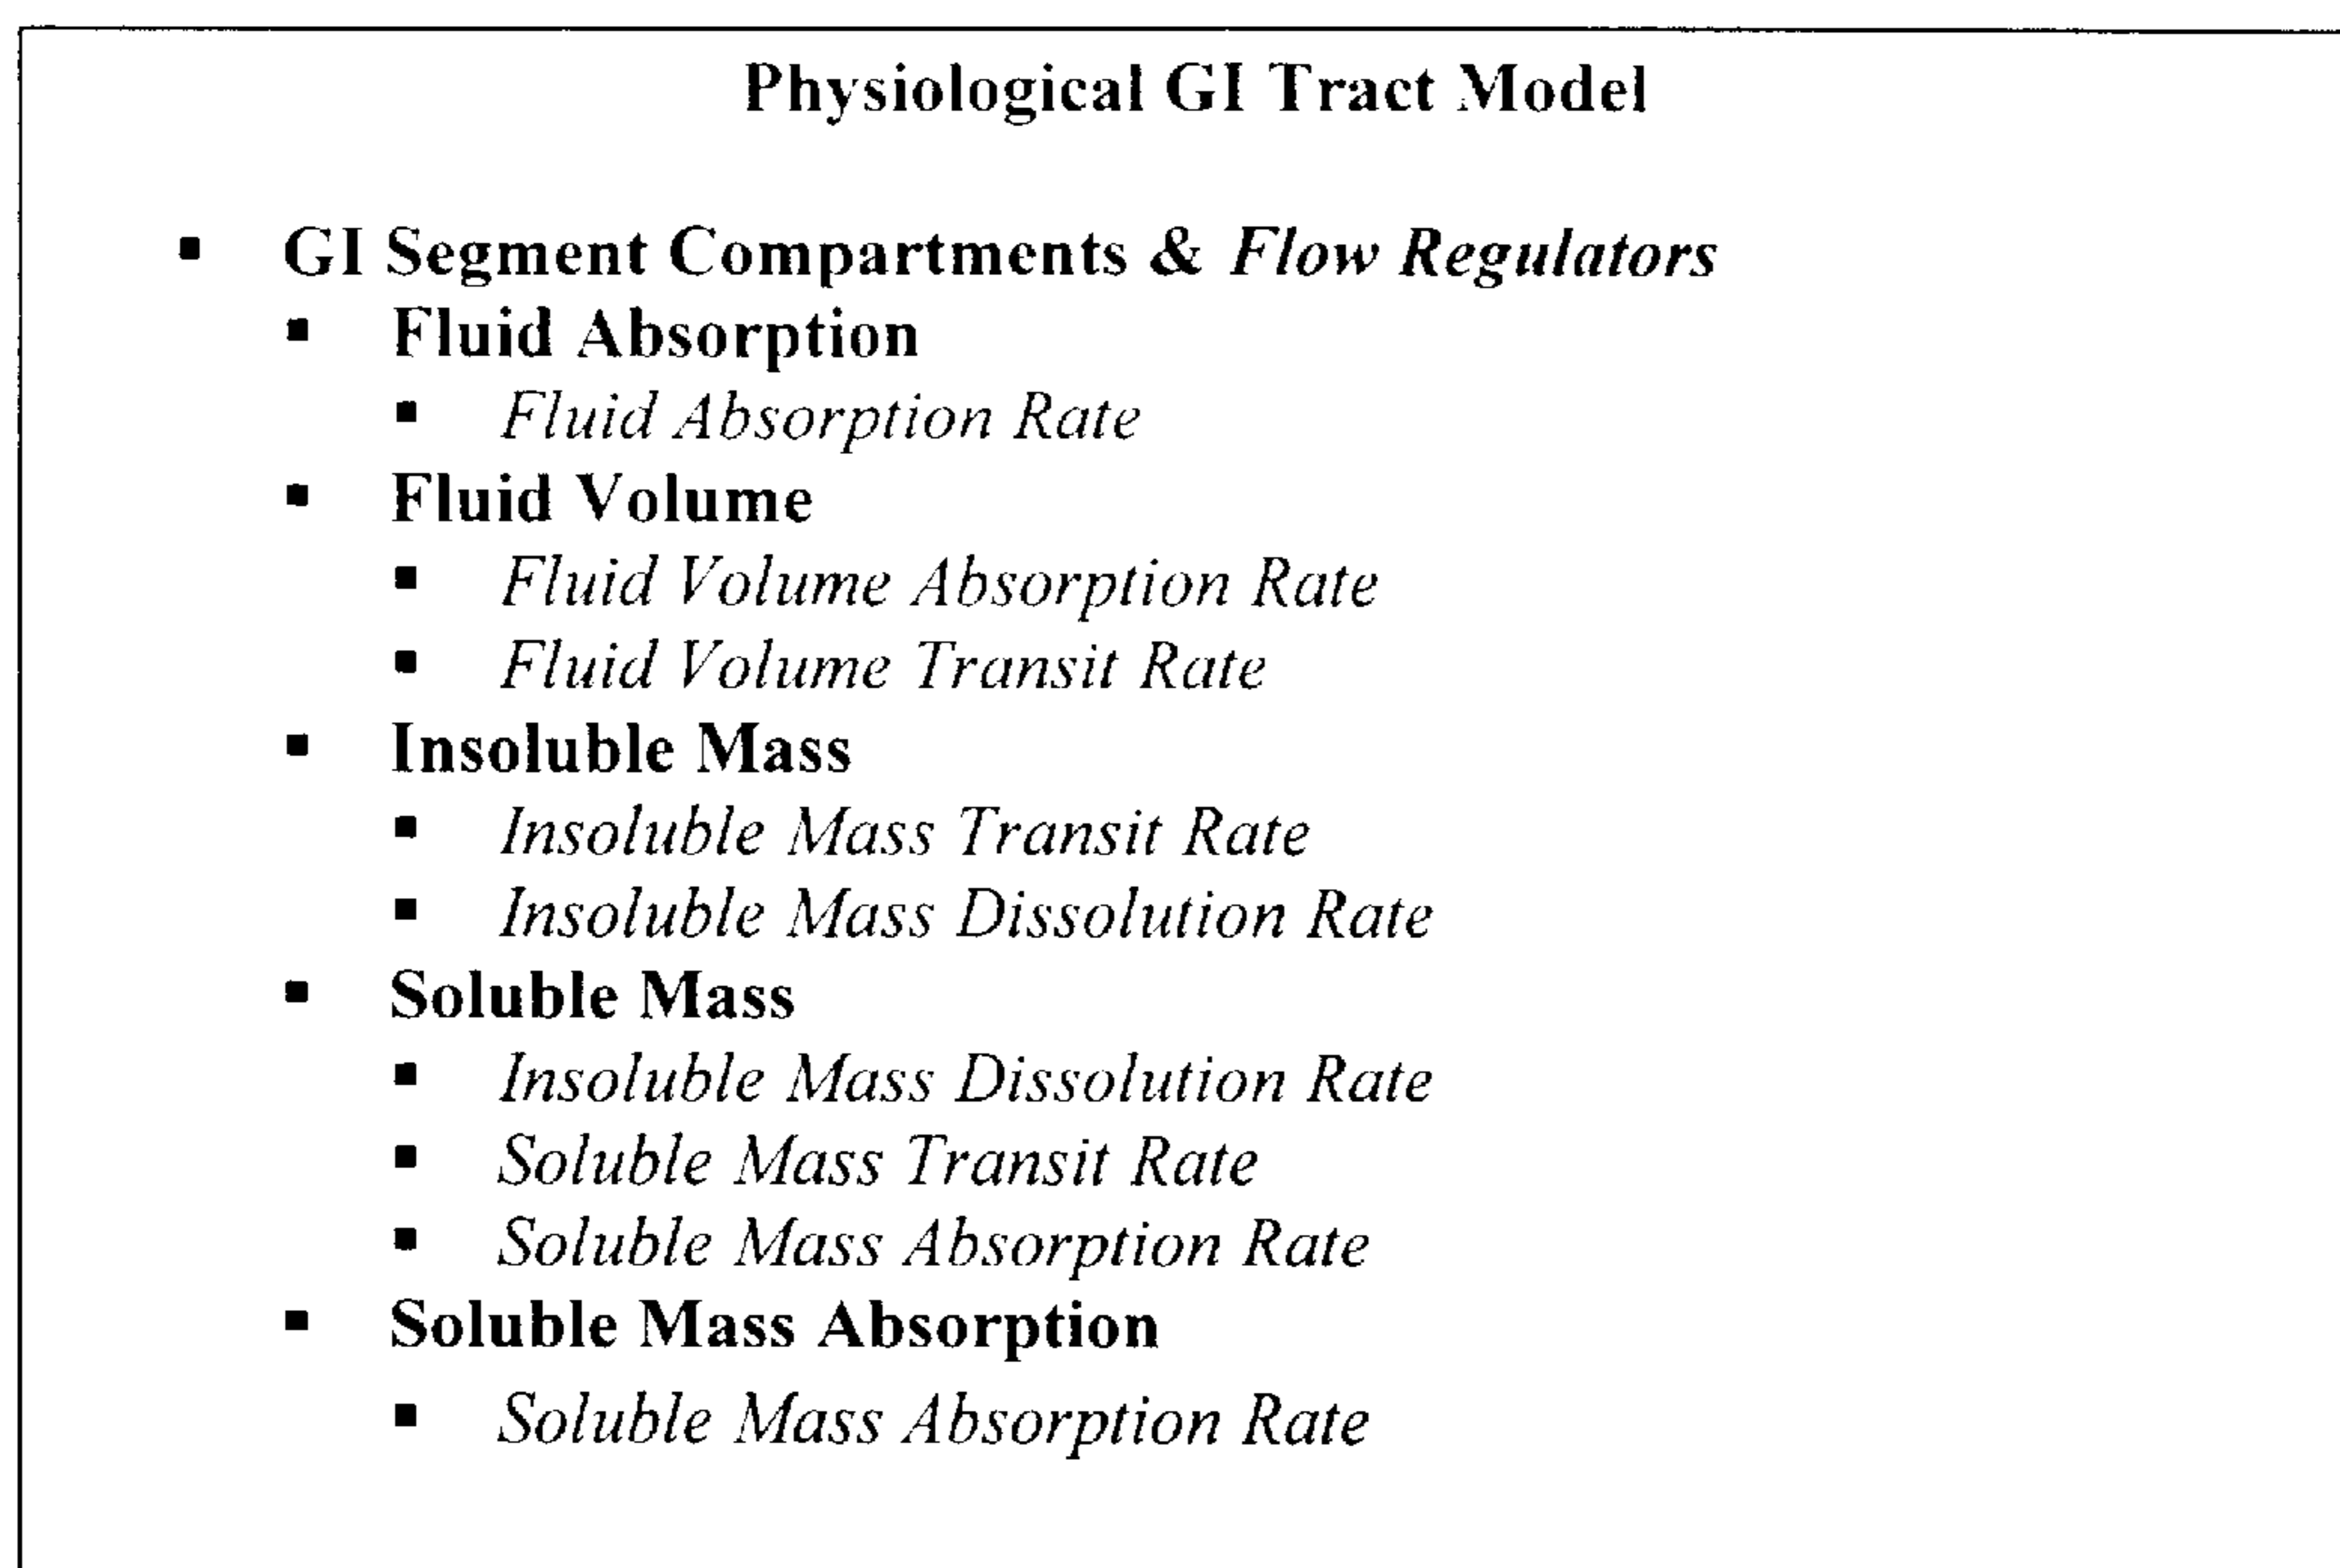 Physiological GI Tract Model
▪ GI Segment Compartments & Flow Regulators
▪ Fluid Absorption
▪ Fluid Absorption Rate
▪ Fluid Volume
▪ Fluid Volume Absorption Rate
▪ Fluid Volume Transit Rate
▪ Insoluble Mass
▪ Insoluble Mass Transit Rate
▪ Insoluble Mass Dissolution Rate
▪ Soluble Mass
▪ Insoluble Mass Dissolution Rate
▪ Soluble Mass Transit Rate
▪ Soluble Mass Absorption Rate
▪ Soluble Mass Absorption
▪ Soluble Mass Absorption Rate